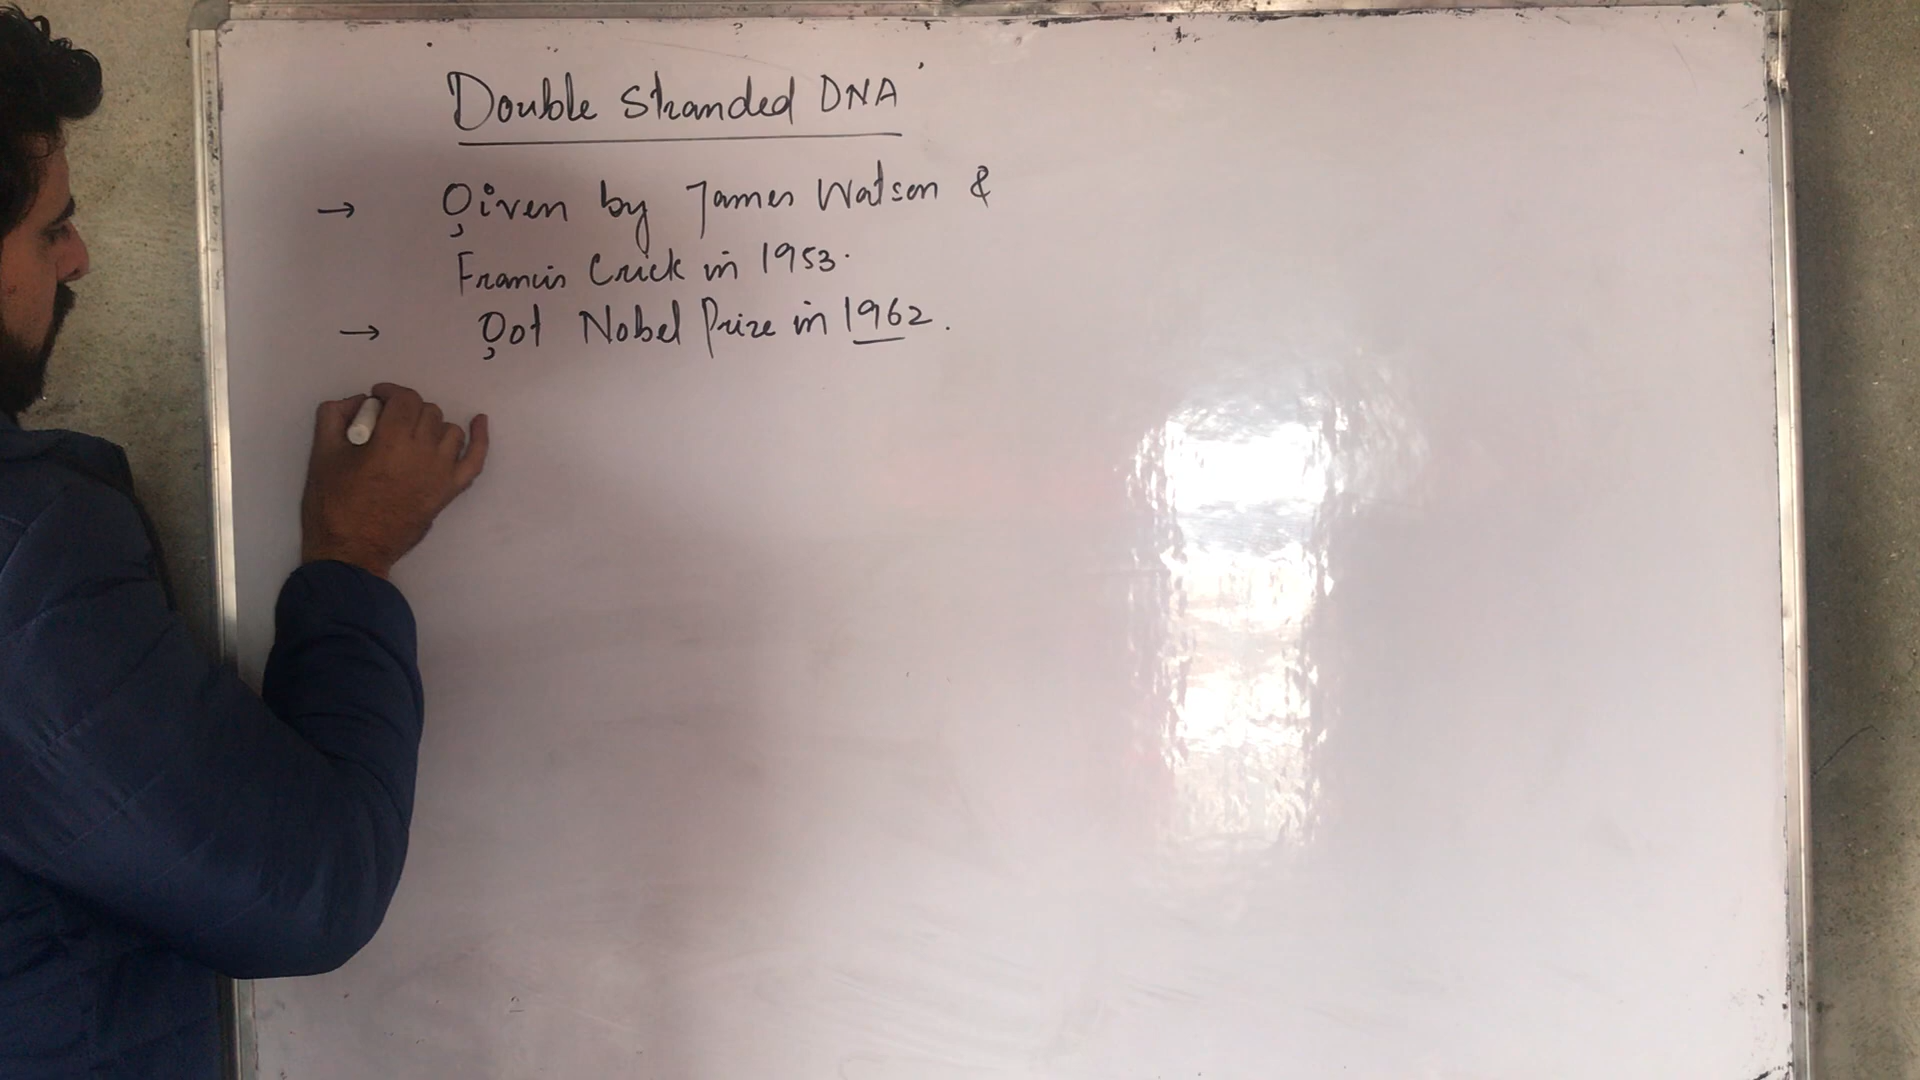 Double Stranded DNA
→ Given by James Watson &
Francis Crick in 1953.
→ Got Nobel Prize in 1962.